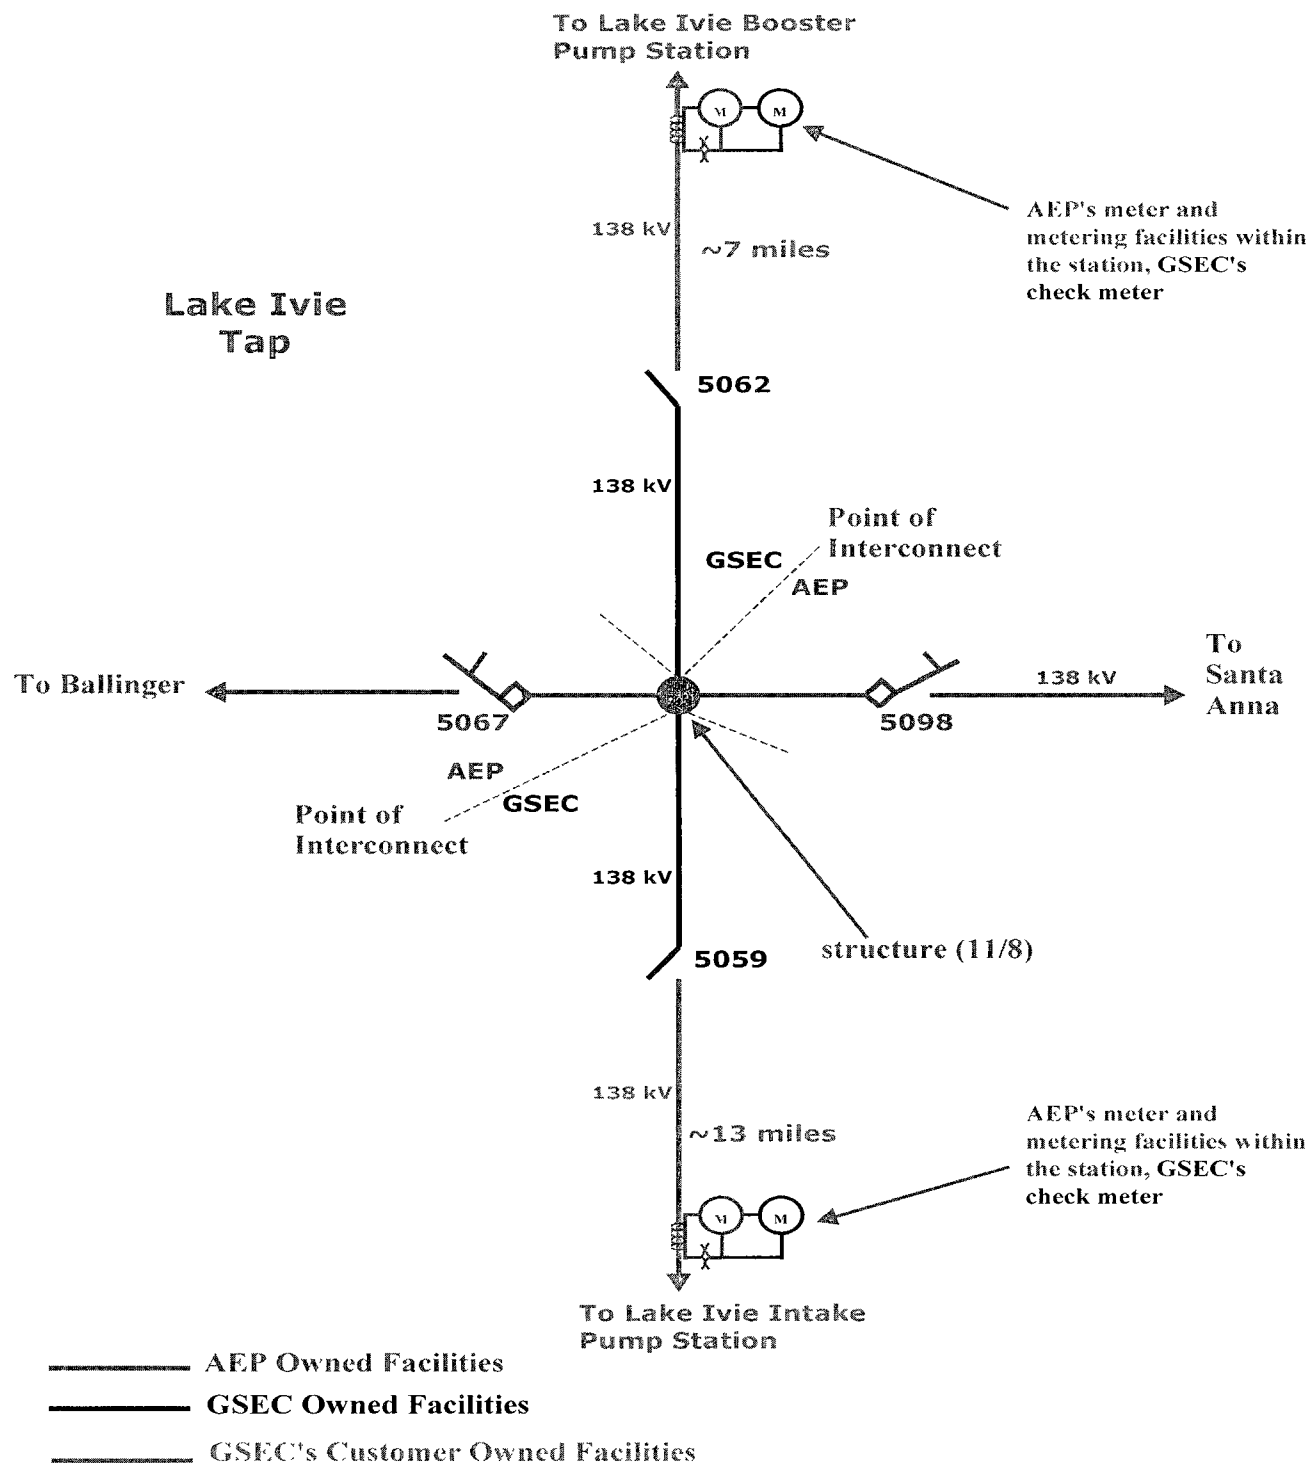 To Lake Ivie Booster
Pump Station
M
M
138 kV
~7 miles
AEP's meter and
metering facilities within
the station, GSEC's
check meter
Lake Ivie
Tap
5062
138 kV
Point of
Interconnect
GSEC
AEP
To Ballinger
5067
5098
138 kV
To
Santa
Anna
AEP
GSEC
Point of
Interconnect
138 kV
structure (11/8)
5059
138 kV
~13 miles
AEP's meter and
metering facilities within
the station, GSEC's
check meter
M
M
To Lake Ivie Intake
Pump Station
AEP Owned Facilities
GSEC Owned Facilities
GSEC's Customer Owned Facilities